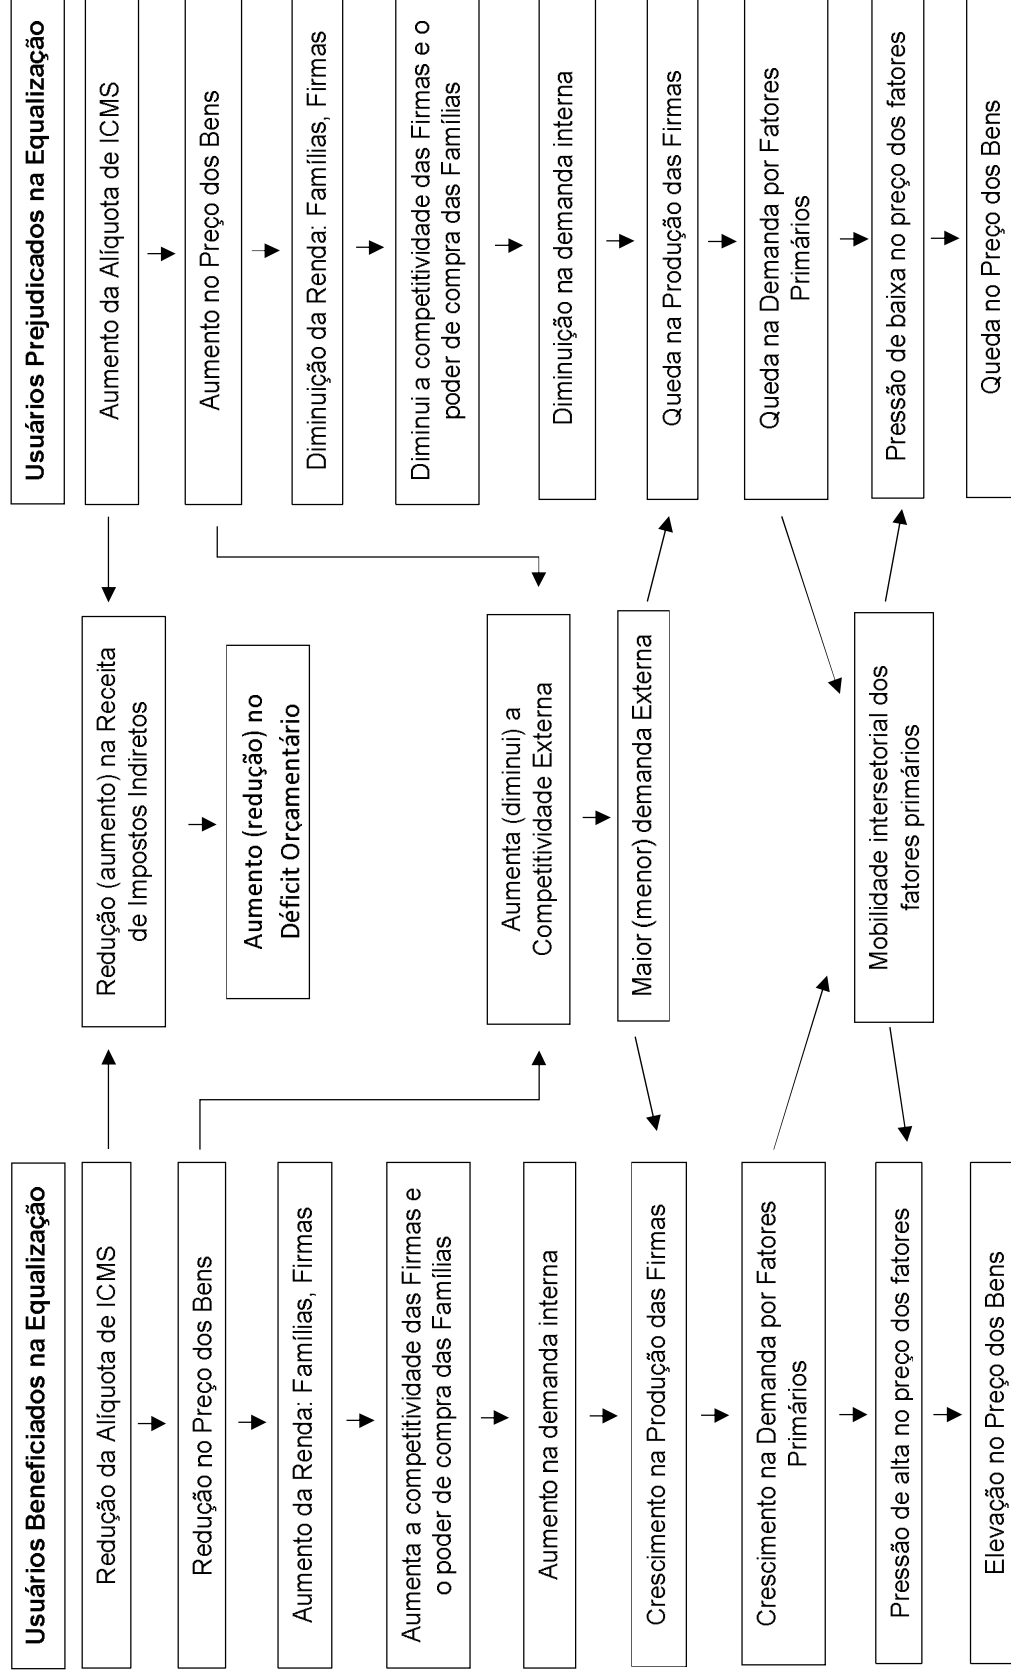 Usuários Beneficiados na Equalização
Redução da Alíquota de ICMS
Redução no Preço dos Bens
Aumento da Renda: Famílias, Firmas
Aumenta a competitividade das Firmas e
o poder de compra das Famílias
Aumento na demanda interna
Crescimento na Produção das Firmas
Crescimento na Demanda por Fatores
Primários
Pressão de alta no preço dos fatores
Elevação no Preço dos Bens
Redução (aumento) na Receita
de Impostos Indiretos
Aumento (redução) no
Déficit Orçamentário
Aumenta (diminui) a
Competitividade Externa
Maior (menor) demanda Externa
Mobilidade intersetorial dos
fatores primários
Usuários Prejudicados na Equalização
Aumento da Alíquota de ICMS
Aumento no Preço dos Bens
Diminuição da Renda: Famílias, Firmas
Diminui a competitividade das Firmas e o
poder de compra das Famílias
Diminuição na demanda interna
Queda na Produção das Firmas
Queda na Demanda por Fatores
Primários
Pressão de baixa no preço dos fatores
Queda no Preço dos Bens